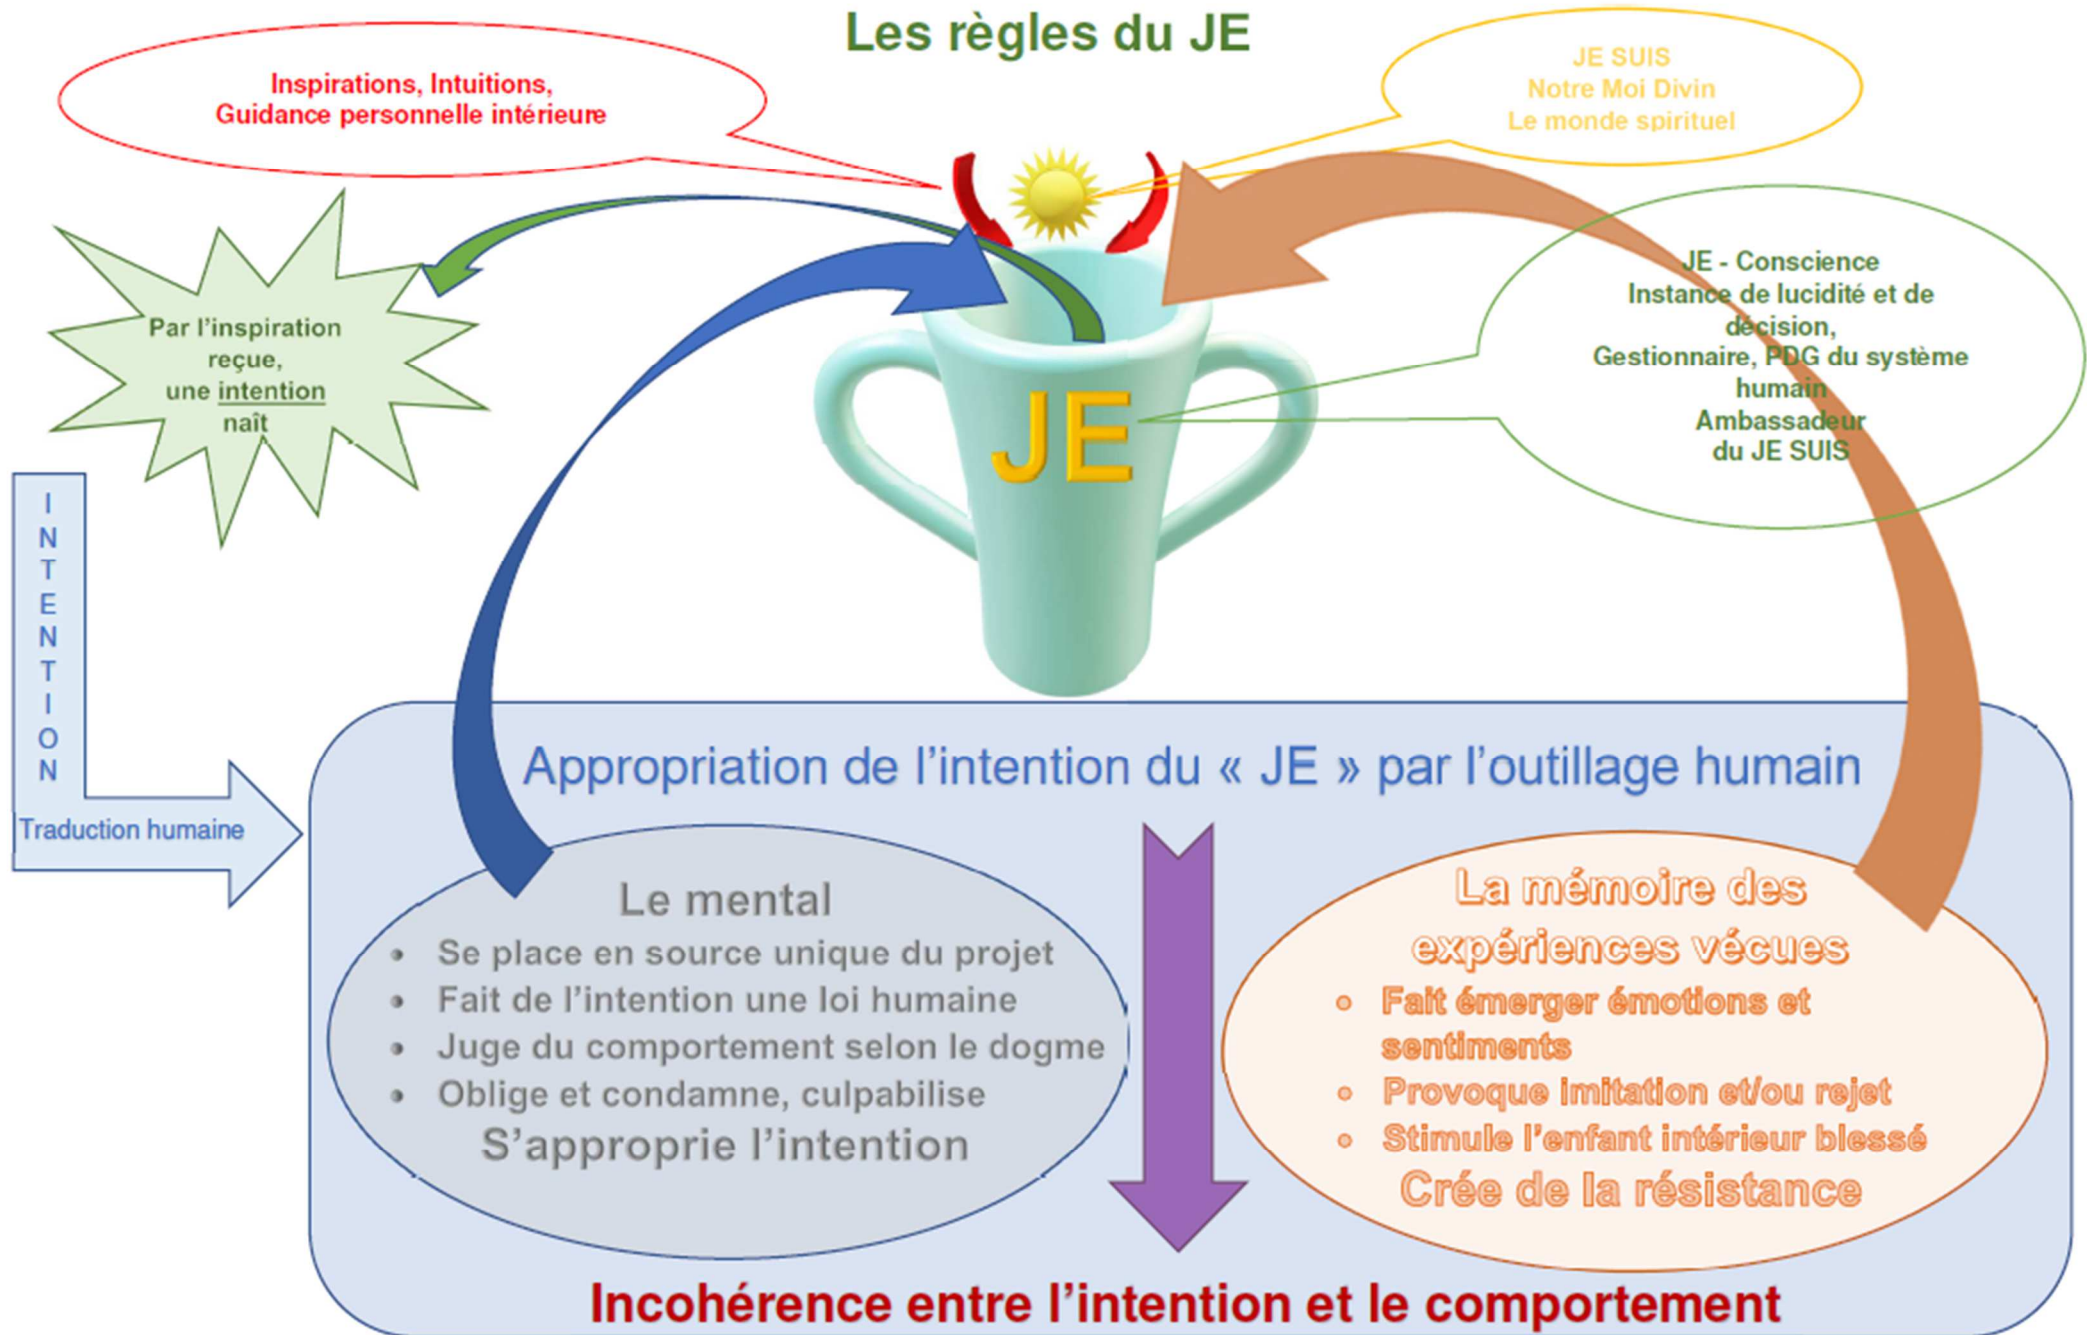 Les règles du JE
Inspirations, Intuitions,
Guidance personnelle intérieure
JE SUIS
Notre Moi Divin
Le monde spirituel
JE - Conscience
Instance de lucidité et de
décision,
Gestionnaire, PDG du système
humain
Ambassadeur
du JE SUIS
Par l’inspiration
reçue,
une intention
naît
JE
INTENTION
Traduction humaine
Appropriation de l’intention du « JE » par l’outillage humain
Le mental
• Se place en source unique du projet
• Fait de l’intention une loi humaine
• Juge du comportement selon le dogme
• Oblige et condamne, culpabilise
S’approprie l’intention
La mémoire des
expériences vécues
• Fait émerger émotions et
sentiments
• Provoque imitation et/ou rejet
• Stimule l’enfant intérieur blessé
Crée de la résistance
Incohérence entre l’intention et le comportement